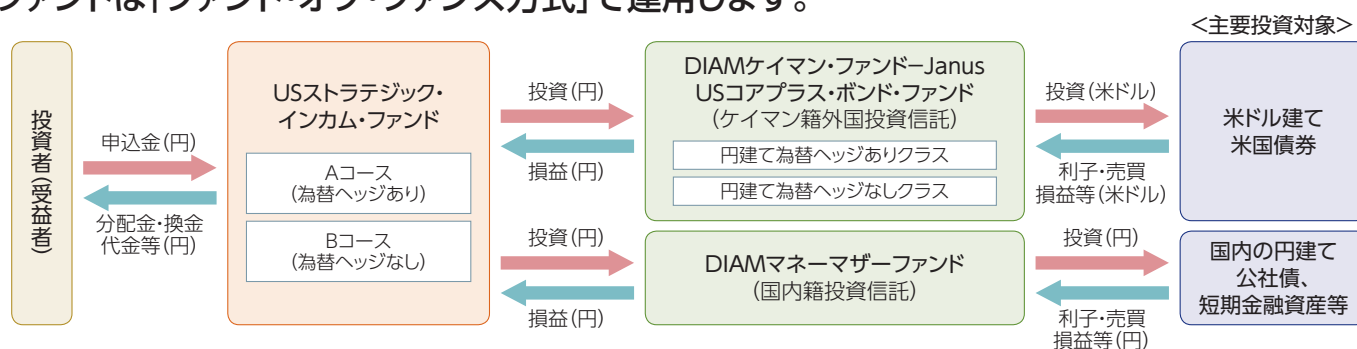 ファンドは「ファンド・オブ・ファンズ方式」で運用します。
<主要投資対象>
投資者(受益者)
申込金(円)
分配金・換金
代金等(円)
USストラテジック・
インカム・ファンド
Aコース
(為替ヘッジあり)
Bコース
(為替ヘッジなし)
投資(円)
損益(円)
投資(円)
損益(円)
DIAMケイマン・ファンドーJanus
USコアプラス・ボンド・ファンド
(ケイマン籍外国投資信託)
円建て為替ヘッジありクラス
円建て為替ヘッジなしクラス
DIAMマネーマザーファンド
(国内籍投資信託)
投資(米ドル)
利子・売買
損益等(米ドル)
投資(円)
利子・売買
損益等(円)
米ドル建て
米国債券
国内の円建て
公社債、
短期金融資産等